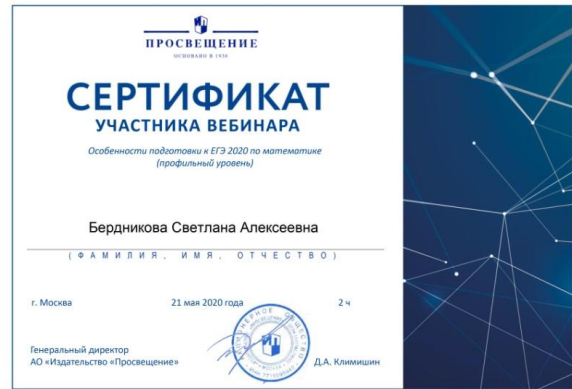 ПРОСВЕЩЕНИЕ
ОСНОВАНО В 1930
СЕРТИФИКАТ
УЧАСТНИКА ВЕБИНАРА
Особенности подготовки к ЕГЭ 2020 по математике
(профильный уровень)
Бердникова Светлана Алексеевна
(ФАМИЛИЯ, ИМЯ, ОТЧЕСТВО)
г. Москва 21 мая 2020 года 2 ч
Генеральный директор
АО «Издательство «Просвещение» Д.А. Климишин